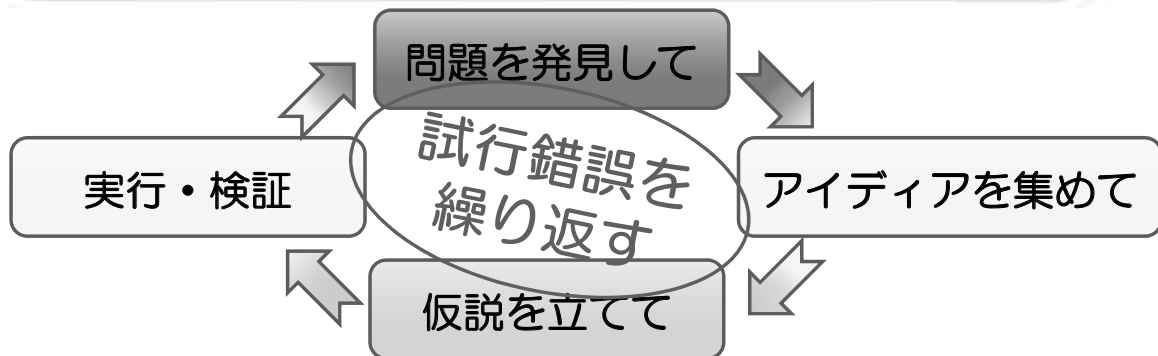 問題を発見して
試行錯誤を
繰り返す
実行・検証
アイディアを集めて
仮説を立てて